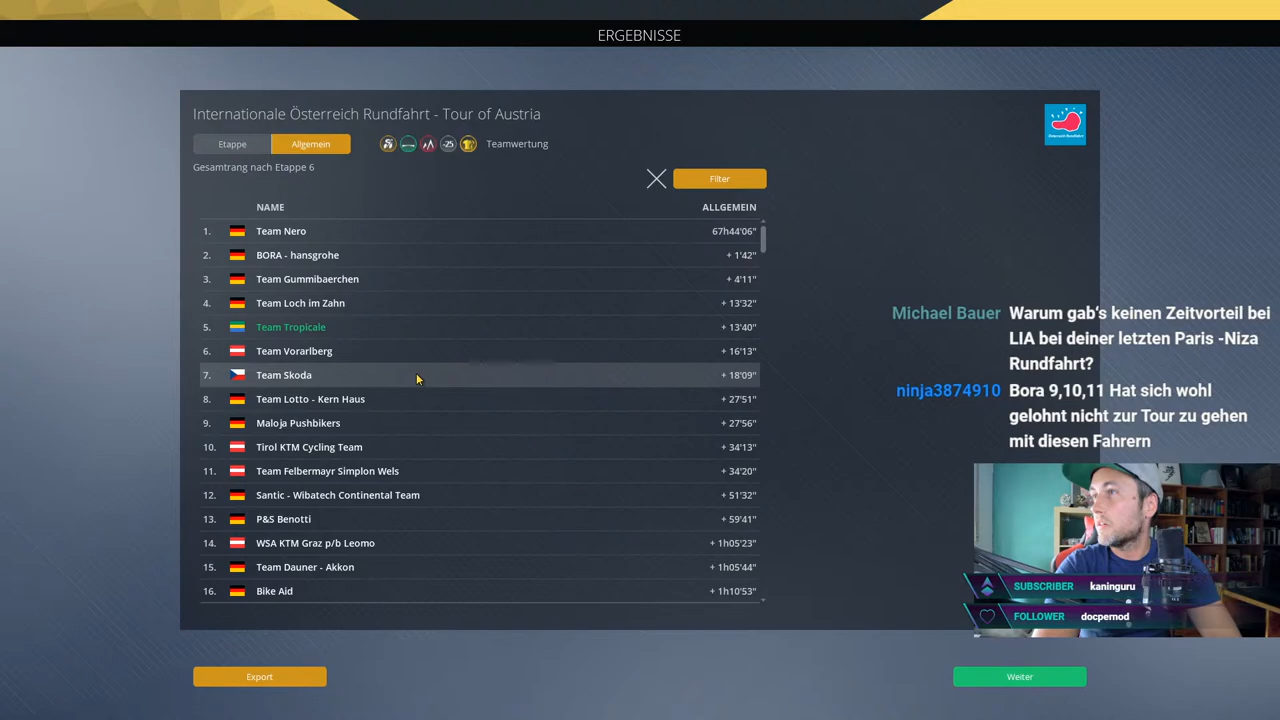 ERGEBNISSE
Internationale Österreich Rundfahrt - Tour of Austria
Etappe
Allgemein
-25
Teamwertung
Gesamtrang nach Etappe 6
Filter
NAME ALLGEMEIN
1. Team Nero 67h44'06"
2. BORA - hansgrohe + 1'42"
3. Team Gummibaerchen + 4'11"
4. Team Loch im Zahn + 13'32"
5. Team Tropicale + 13'40"
6. Team Vorarlberg + 16'13"
7. Team Skoda + 18'09"
8. Team Lotto - Kern Haus + 27'51"
9. Maloja Pushbikers + 27'56"
10. Tirol KTM Cycling Team + 34'13"
11. Team Felbermayr Simplon Wels + 34'20"
12. Santic - Wibatech Continental Team + 51'32"
13. P&S Benotti + 59'41"
14. WSA KTM Graz p/b Leomo + 1h05'23"
15. Team Dauner - Akkon + 1h05'44"
16. Bike Aid + 1h10'53"
Österreich Rundfahrt
Michael Bauer Warum gab's keinen Zeitvorteil bei
LIA bei deiner letzten Paris -Niza
Rundfahrt?
ninja3874910 Bora 9,10,11 Hat sich wohl
gelohnt nicht zur Tour zu gehen
mit diesen Fahrern
SUBSCRIBER kaninguru
FOLLOWER docpemod
Export
Weiter